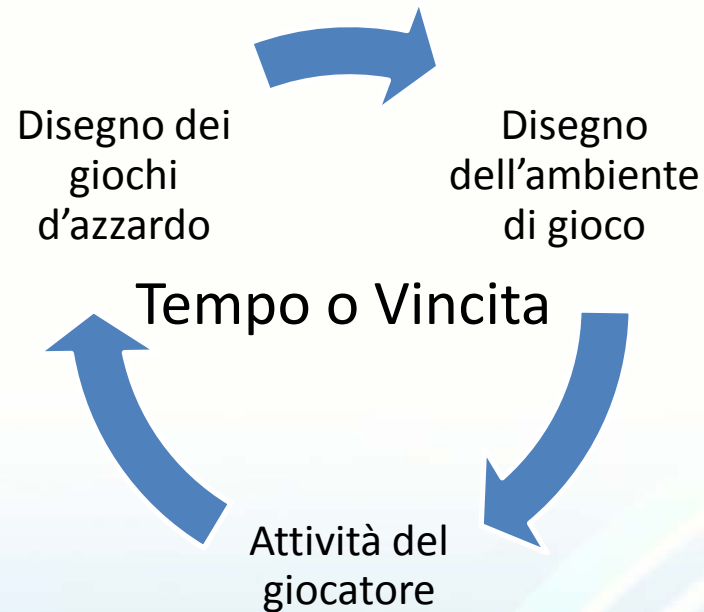 Disegno dei
giochi
d'azzardo
Disegno
dell'ambiente
di gioco
Tempo o Vincita
Attività del
giocatore